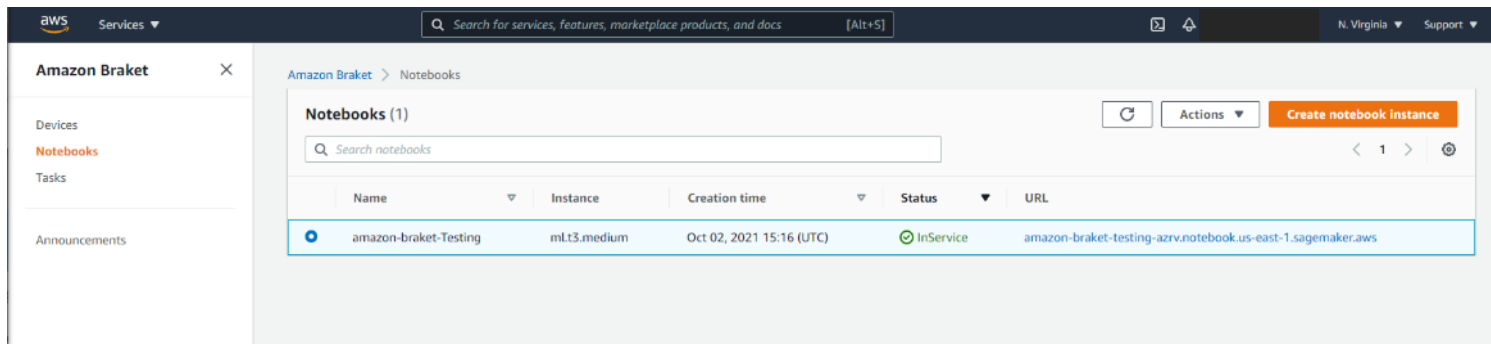 aws Services ▼ Search for services, features, marketplace products, and docs [Alt+S] N. Virginia ▼ Support ▼
Amazon Braket
Devices
Notebooks
Tasks
Announcements
Amazon Braket > Notebooks
Notebooks (1) Actions ▼ Create notebook instance
Search notebooks < 1 >
Name Instance Creation time Status URL
amazon-braket-Testing ml.t3.medium Oct 02, 2021 15:16 (UTC) InService amazon-braket-testing-azrv.notebook.us-east-1.sagemaker.aws